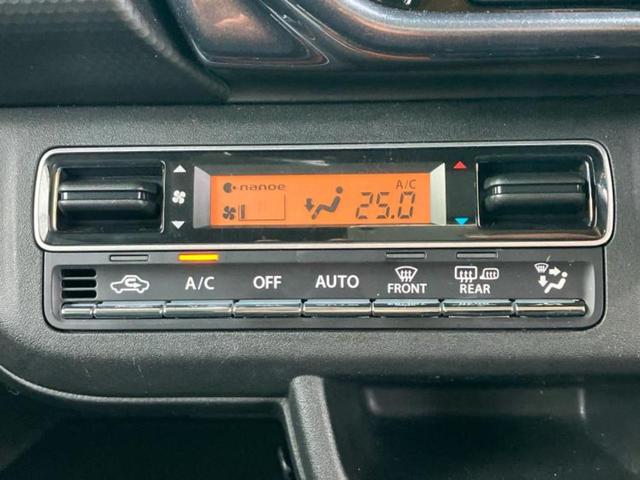 nanoe
A/C
25.0
A/C
OFF
AUTO
FRONT
REAR